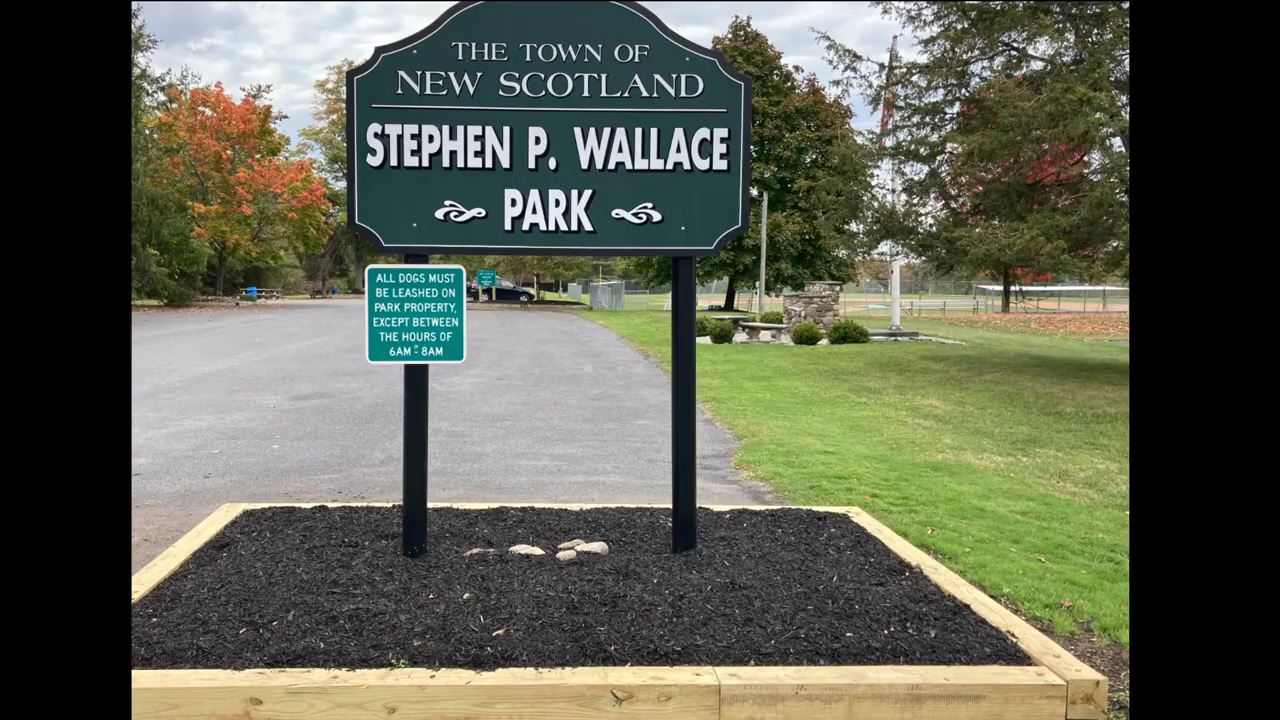 THE TOWN OF
NEW SCOTLAND
STEPHEN P. WALLACE
PARK
ALL DOGS MUST
BE LEASHED ON
PARK PROPERTY,
EXCEPT BETWEEN
THE HOURS OF
6AM - 8AM